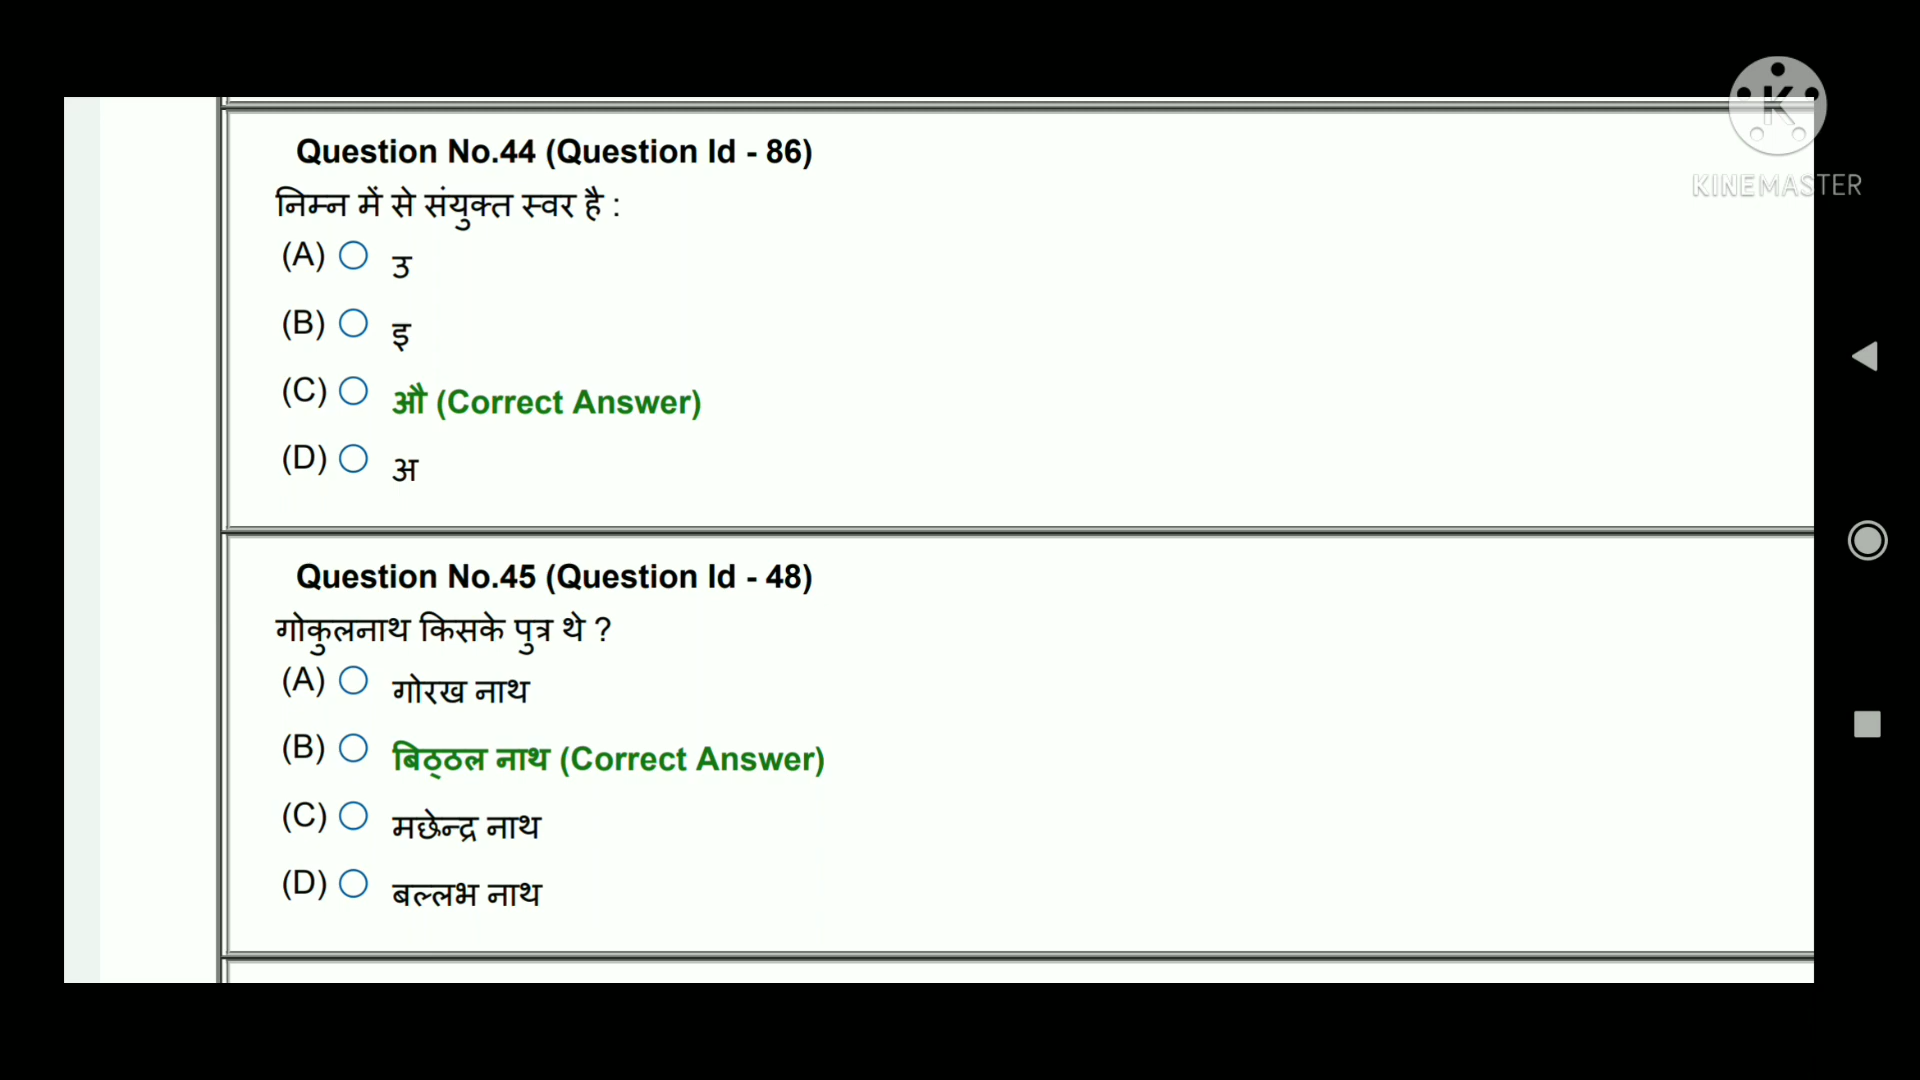 Question No.44 (Question Id - 86)
निम्न में से संयुक्त स्वर है :
(A) उ
(B) इ
(C) औ (Correct Answer)
(D) अ
Question No.45 (Question Id - 48)
गोकुलनाथ किसके पुत्र थे ?
(A) गोरख नाथ
(B) बिठ्ठल नाथ (Correct Answer)
(C) मछेन्द्र नाथ
(D) बल्लभ नाथ
K
KINEMASTER